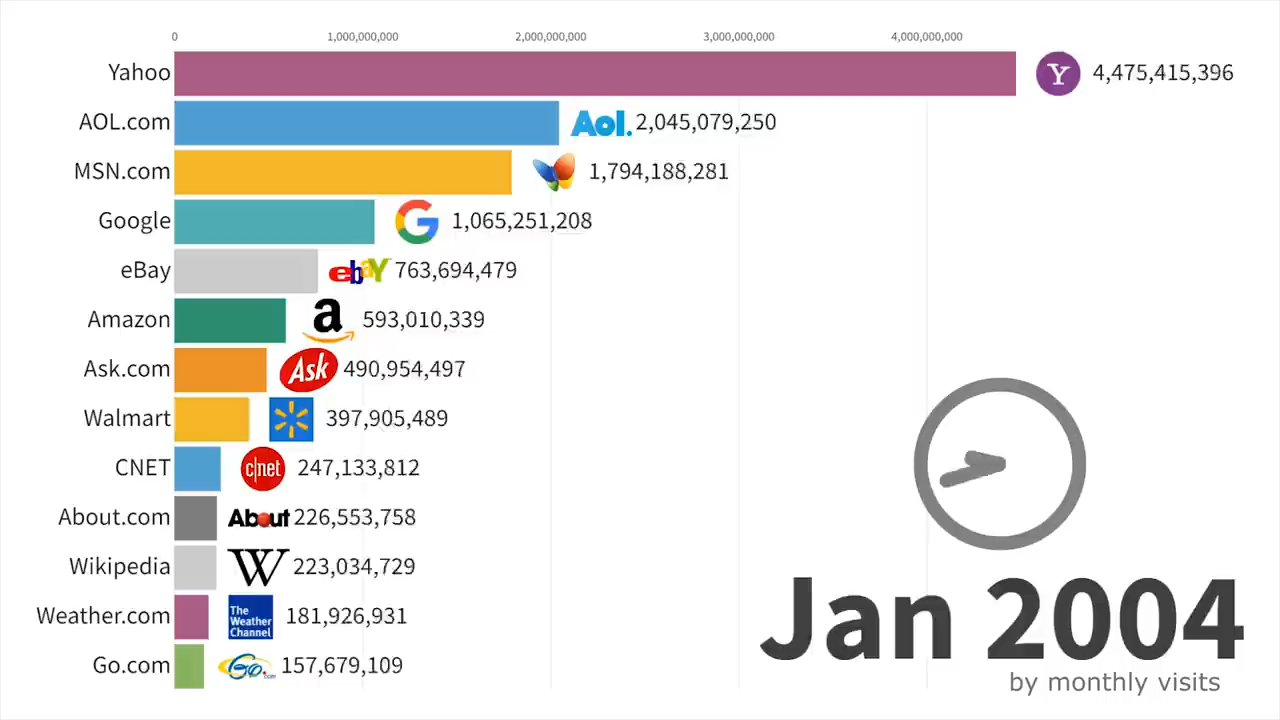 0 1,000,000,000 2,000,000,000 3,000,000,000 4,000,000,000
Yahoo Y 4,475,415,396
AOL.com Aol. 2,045,079,250
MSN.com 1,794,188,281
Google G 1,065,251,208
eBay ebaY 763,694,479
Amazon a 593,010,339
Ask.com Ask 490,954,497
Walmart 397,905,489
CNET c|net 247,133,812
About.com About 226,553,758
Wikipedia W 223,034,729
Weather.com The Weather Channel 181,926,931
Go.com Go.com 157,679,109
Jan 2004
by monthly visits